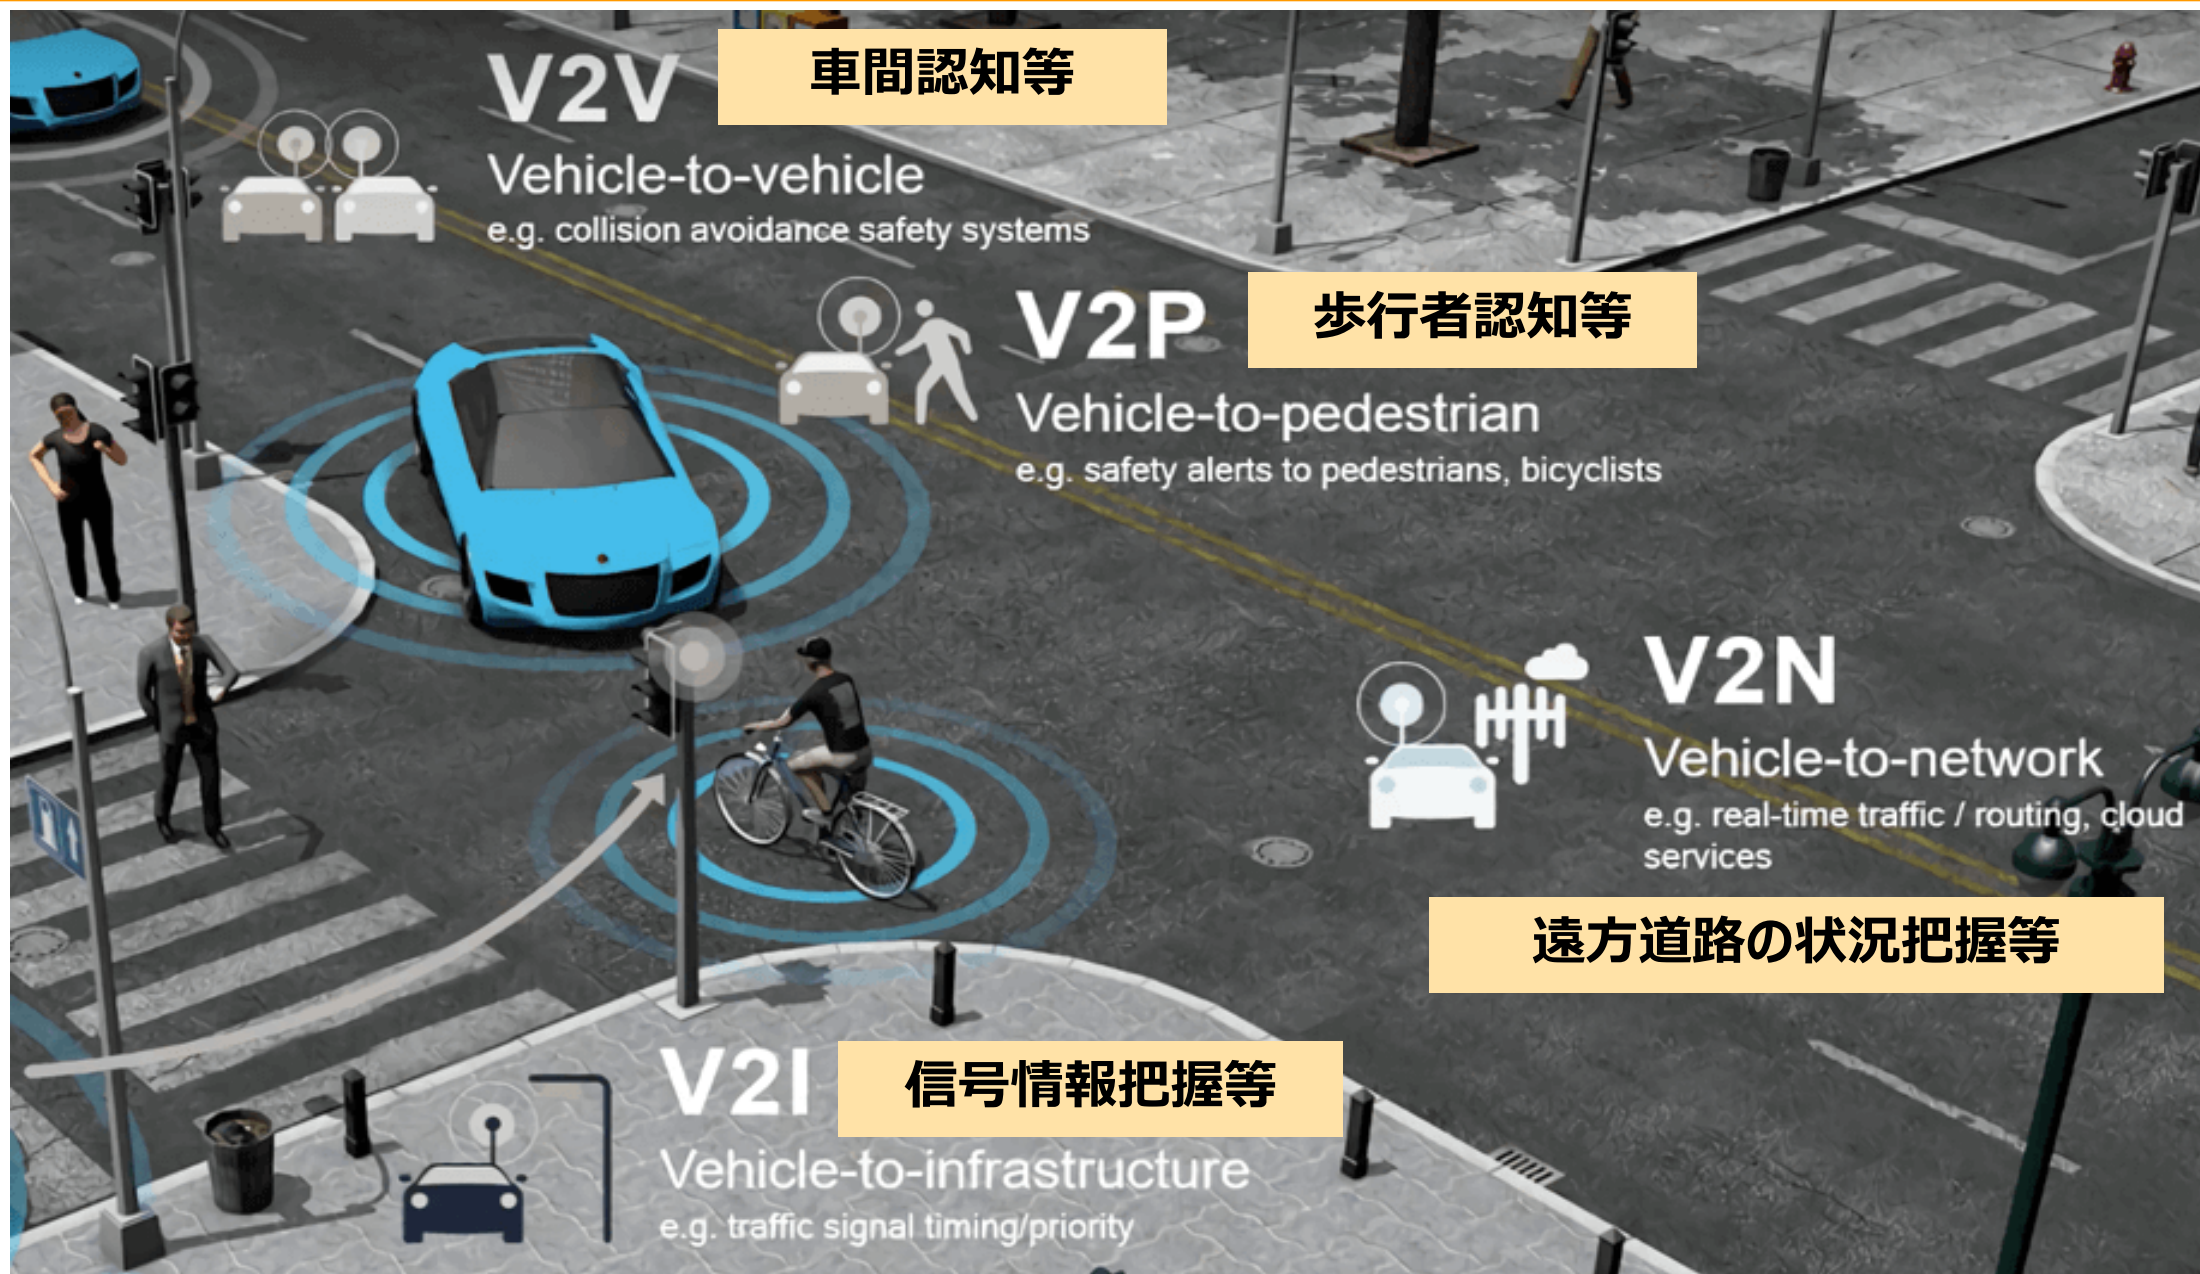 V2V
車間認知等
Vehicle-to-vehicle
e.g. collision avoidance safety systems
V2P
歩行者認知等
Vehicle-to-pedestrian
e.g. safety alerts to pedestrians, bicyclists
V2N
Vehicle-to-network
e.g. real-time traffic / routing, cloud
services
遠方道路の状況把握等
V2I
信号情報把握等
Vehicle-to-infrastructure
e.g. traffic signal timing/priority